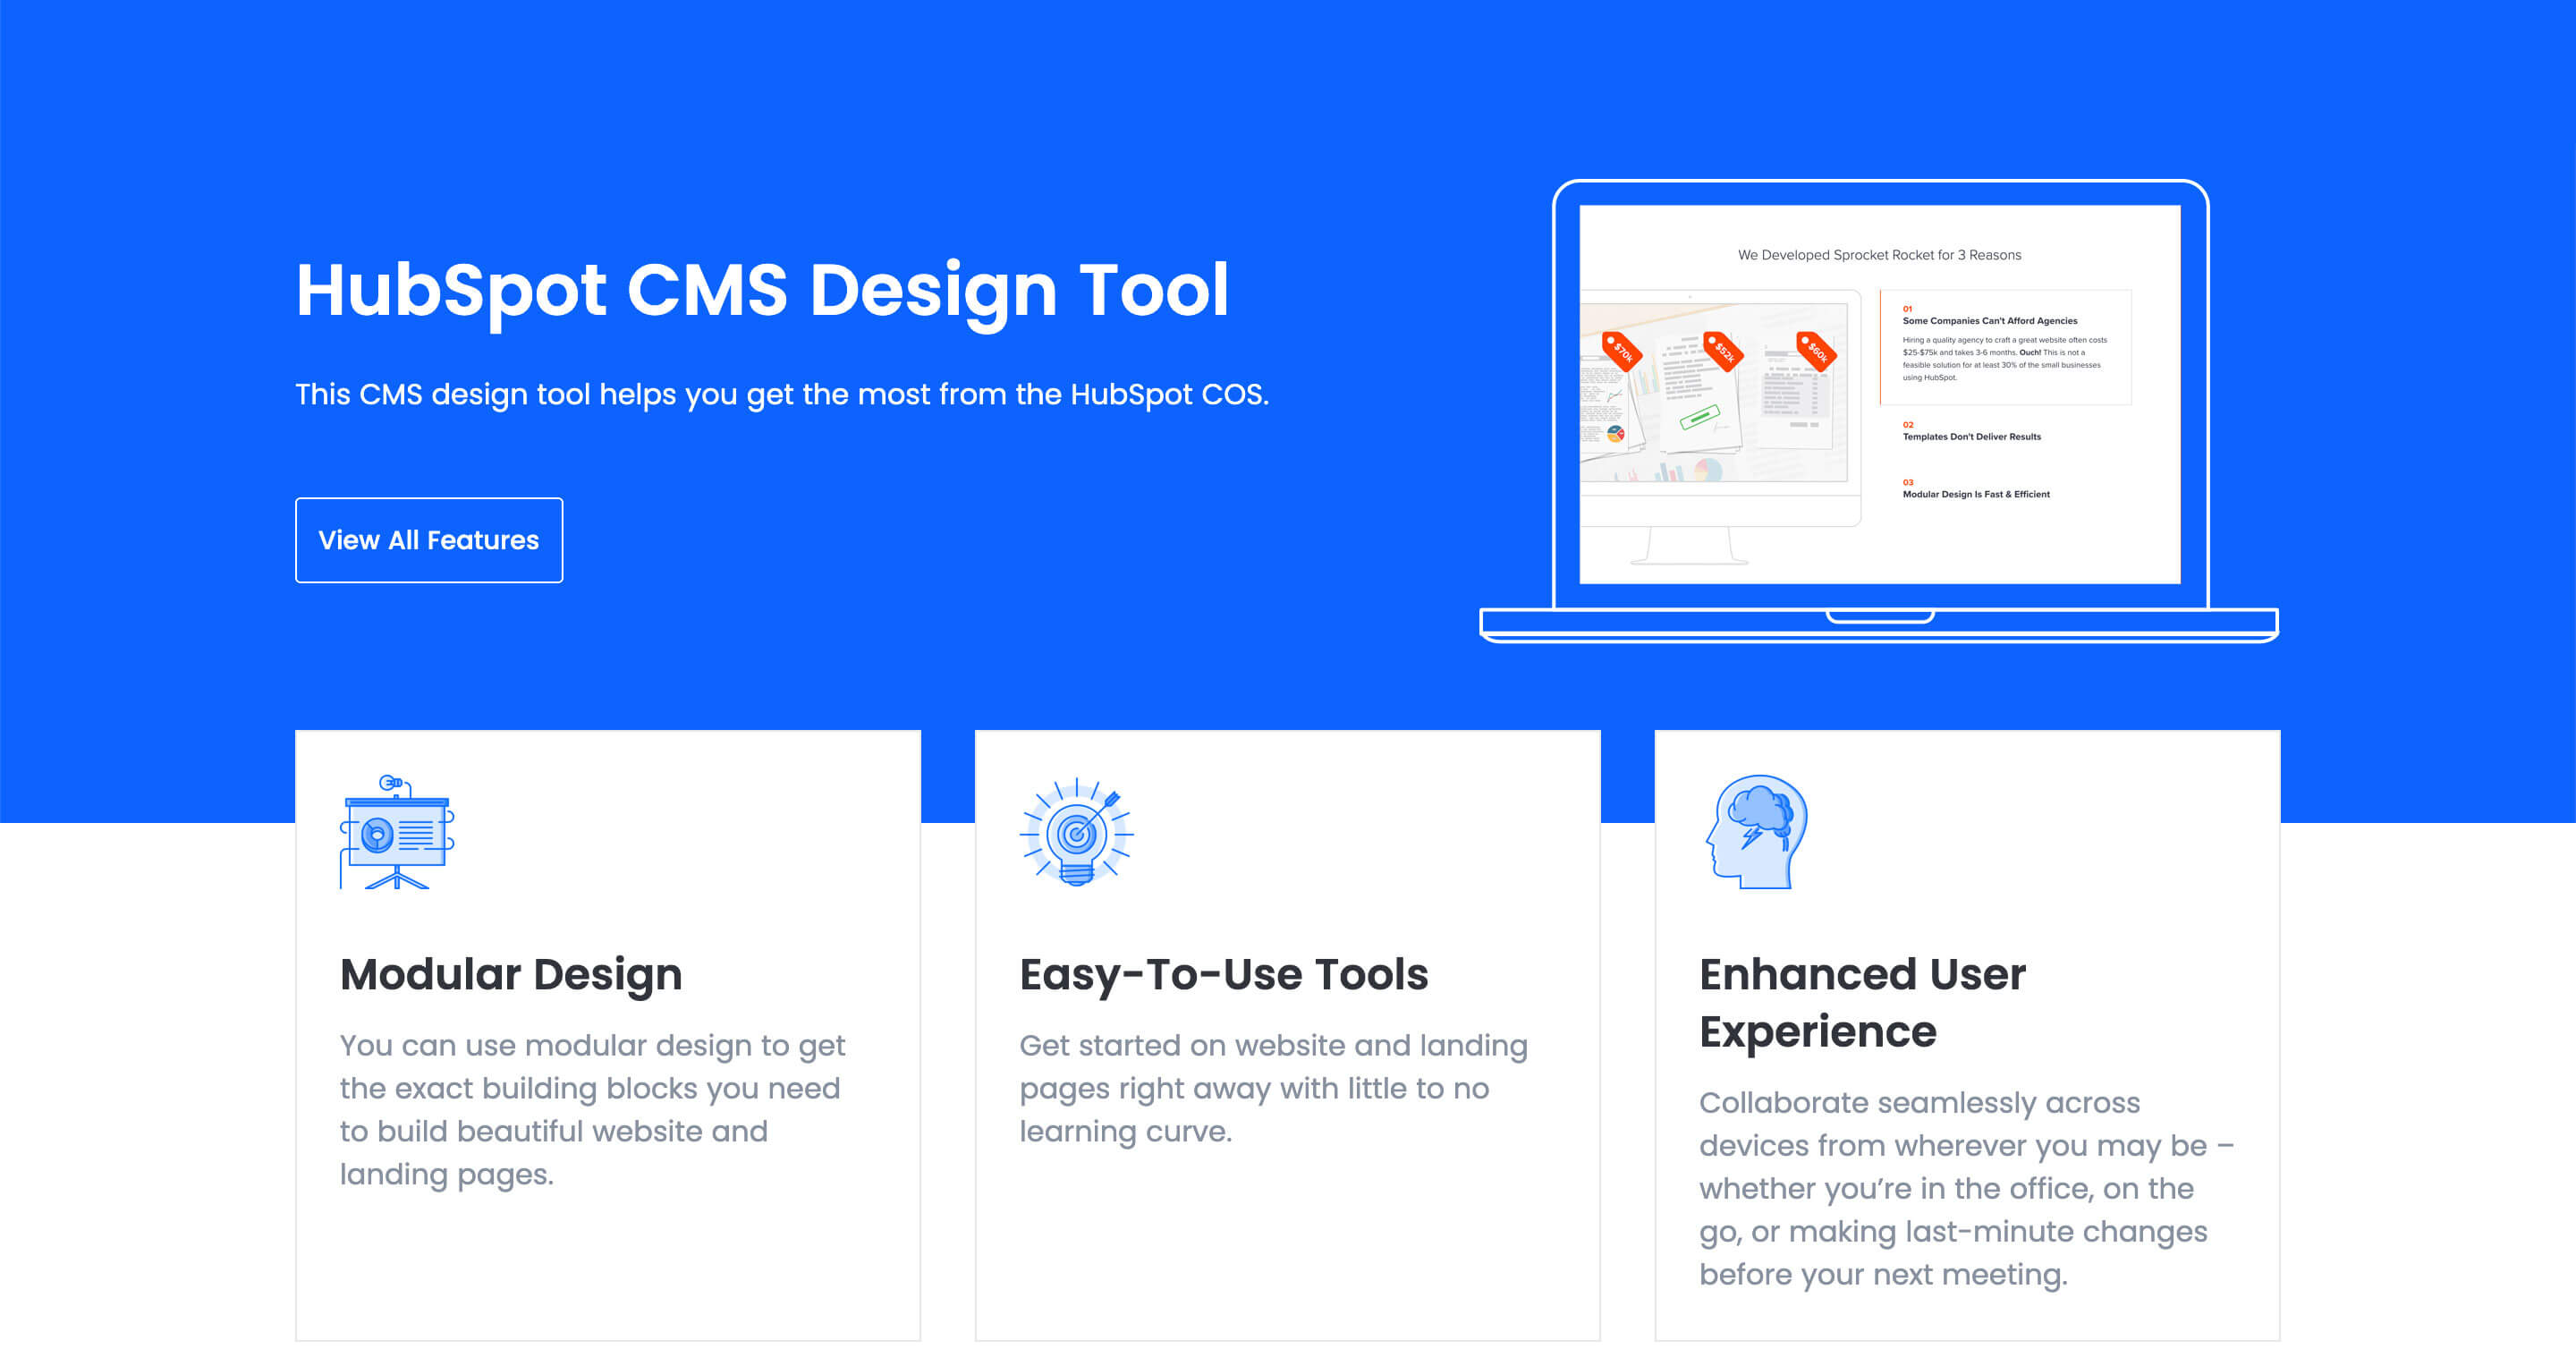 HubSpot CMS Design Tool
This CMS design tool helps you get the most from the HubSpot COS.
View All Features
We Developed Sprocket Rocket for 3 Reasons
$70k
$52k
$60k
01
Some Companies Can't Afford Agencies
Hiring a quality agency to craft a great website often costs
$25-$75k and takes 3-6 months. Ouch! This is not a
feasible solution for at least 30% of the small businesses
using HubSpot.
02
Templates Don't Deliver Results
03
Modular Design Is Fast & Efficient
Modular Design
You can use modular design to get
the exact building blocks you need
to build beautiful website and
landing pages.
Easy-To-Use Tools
Get started on website and landing
pages right away with little to no
learning curve.
Enhanced User
Experience
Collaborate seamlessly across
devices from wherever you may be –
whether you’re in the office, on the
go, or making last-minute changes
before your next meeting.